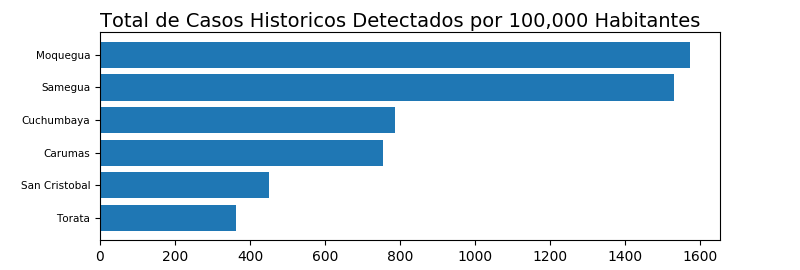 Total de Casos Historicos Detectados por 100,000 Habitantes
Moquegua
Samegua
Cuchumbaya
Carumas
San Cristobal
Torata
0 200 400 600 800 1000 1200 1400 1600